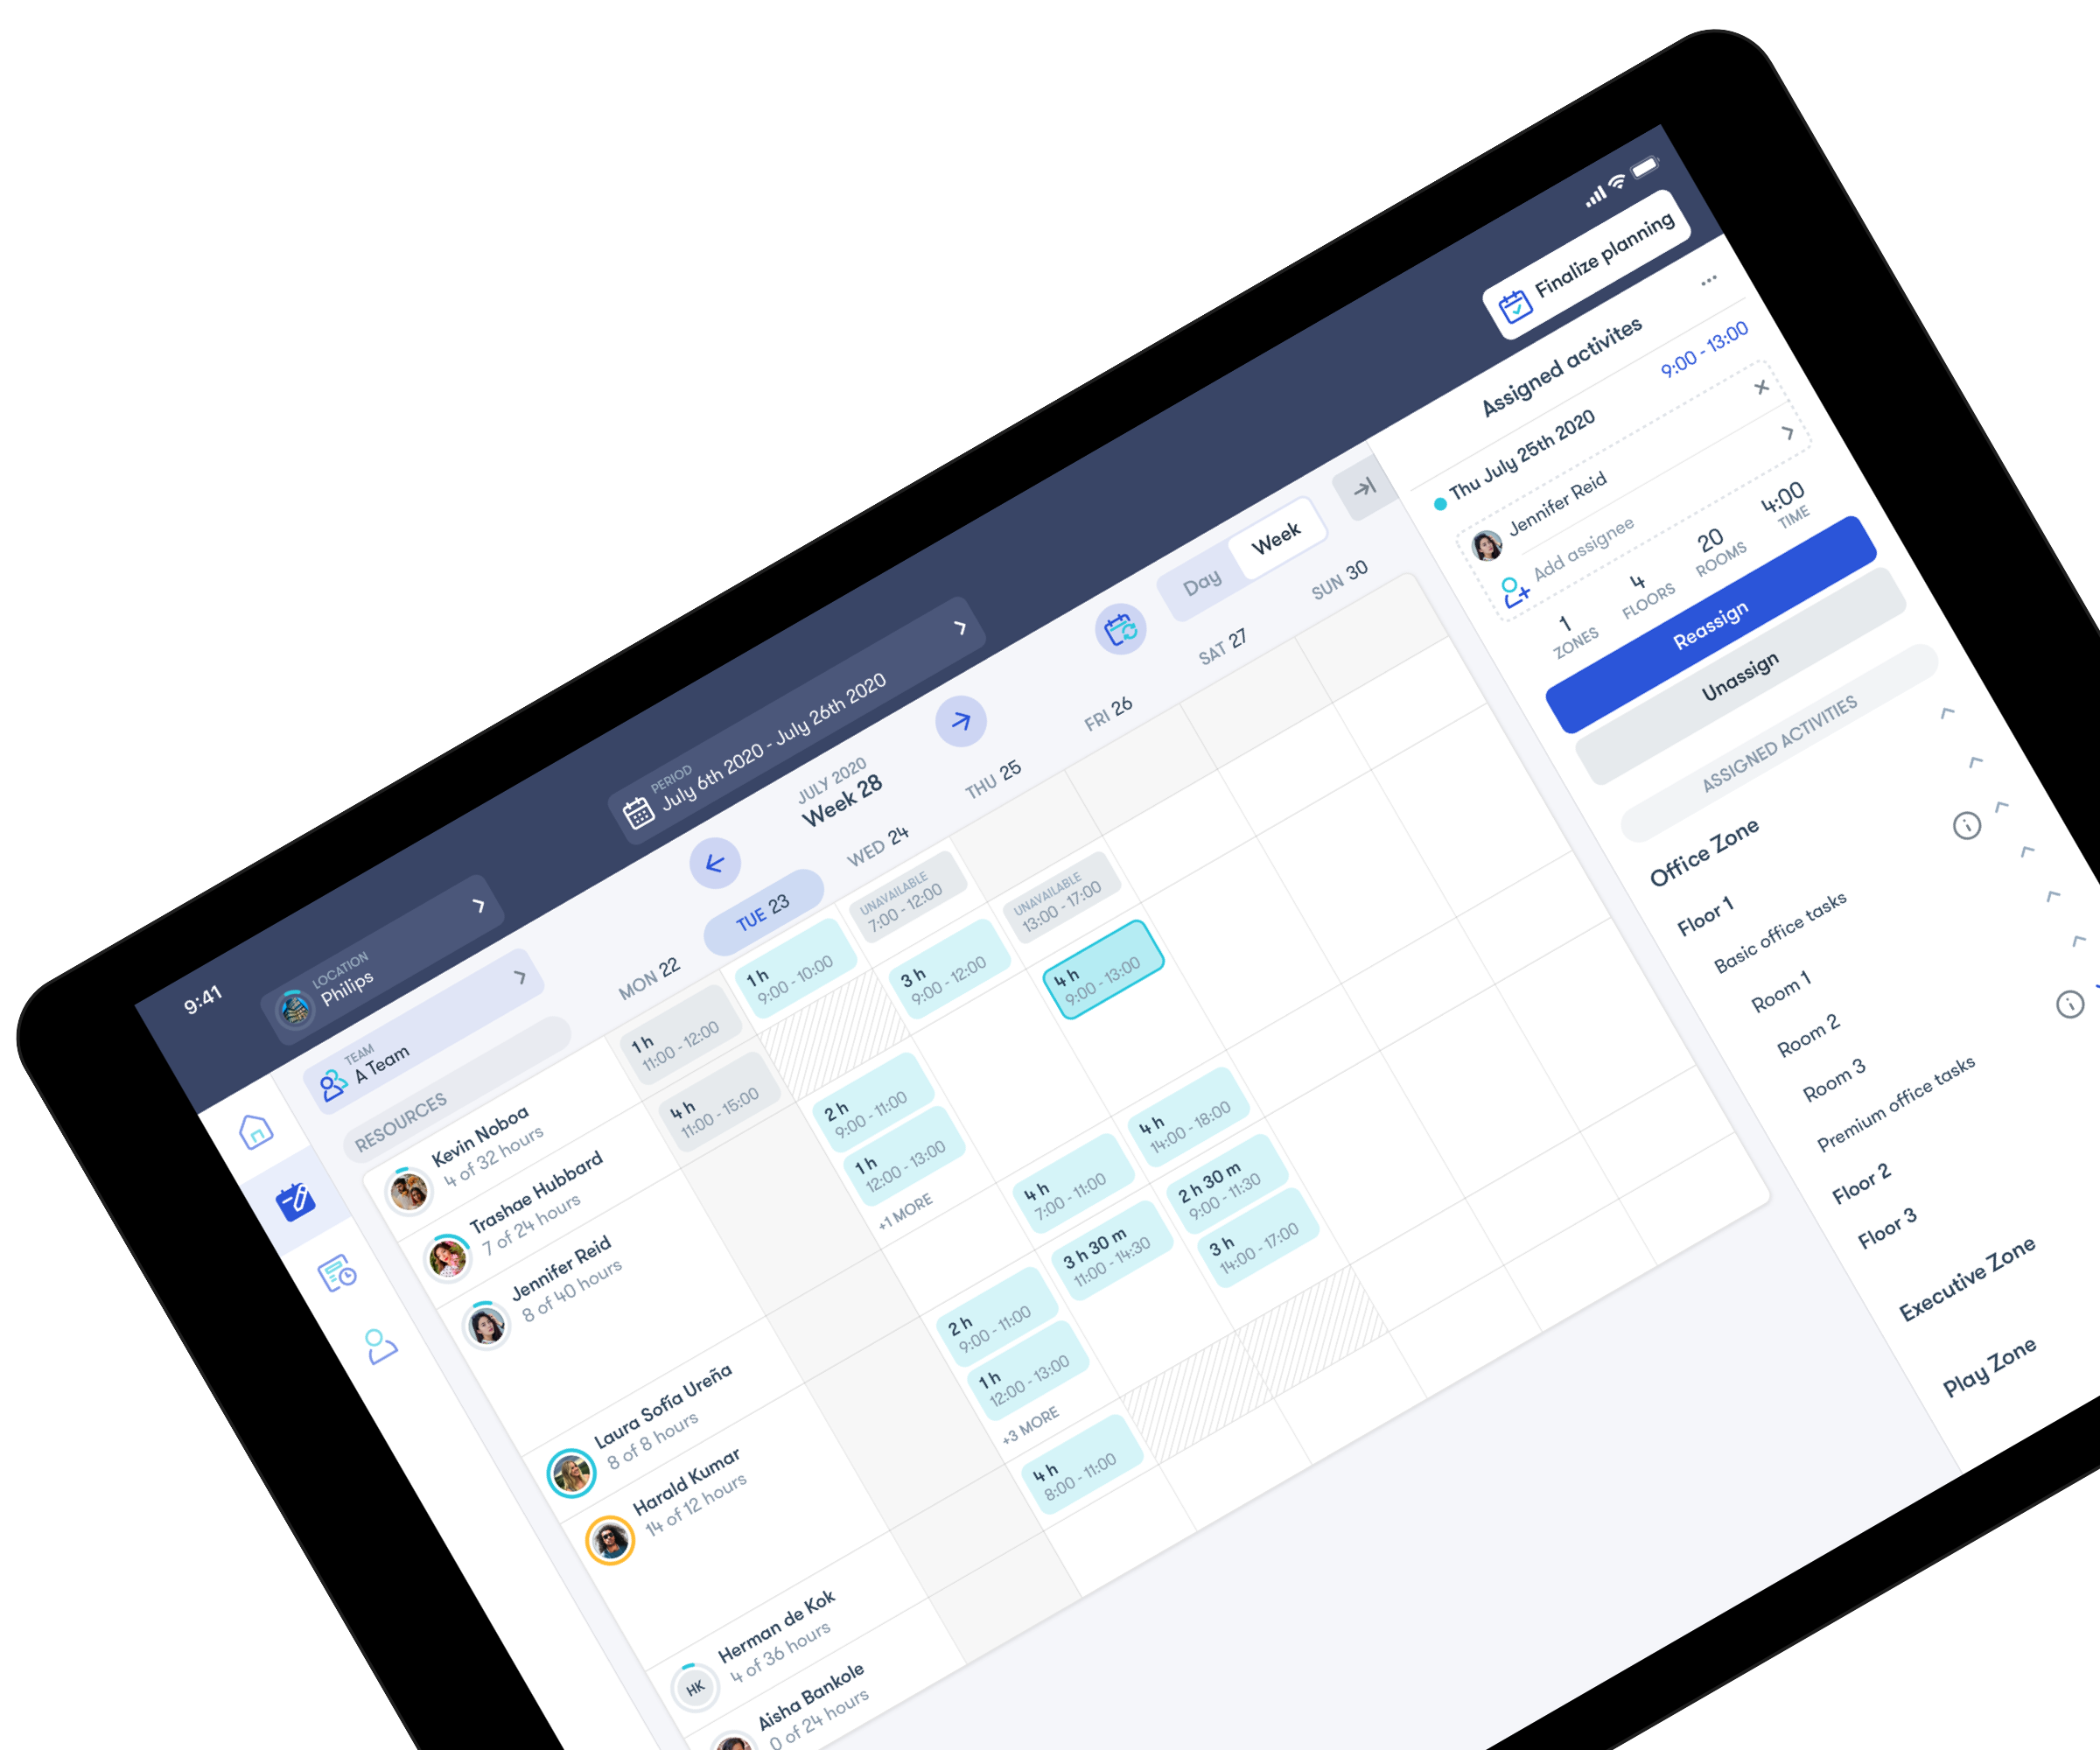 9:41
LOCATION
Philips
PERIOD
July 6th 2020 - July 26th 2020
Finalize planning
TEAM
A Team
JULY 2020
Week 28
Day
Week
RESOURCES
MON 22
TUE 23
WED 24
THU 25
FRI 26
SAT 27
SUN 30
Kevin Noboa
4 of 32 hours
1 h
11:00 - 12:00
1 h
9:00 - 10:00
UNAVAILABLE
7:00 - 12:00
Trashae Hubbard
7 of 24 hours
4 h
11:00 - 15:00
3 h
9:00 - 12:00
UNAVAILABLE
13:00 - 17:00
Jennifer Reid
8 of 40 hours
2 h
9:00 - 11:00
1 h
12:00 - 13:00
+1 MORE
4 h
9:00 - 13:00
Laura Sofía Ureña
8 of 8 hours
4 h
7:00 - 11:00
4 h
14:00 - 18:00
Harald Kumar
14 of 12 hours
2 h
9:00 - 11:00
1 h
12:00 - 13:00
+3 MORE
3 h 30 m
11:00 - 14:30
2 h 30 m
9:00 - 11:30
3 h
14:00 - 17:00
HK
Herman de Kok
4 of 36 hours
4 h
8:00 - 11:00
Aisha Bankole
0 of 24 hours
Assigned activites
...
Thu July 25th 2020
9:00 - 13:00
Jennifer Reid
Add assignee
1
ZONES
4
FLOORS
20
ROOMS
4:00
TIME
Reassign
Unassign
ASSIGNED ACTIVITIES
Office Zone
Floor 1
Basic office tasks
Room 1
Room 2
Room 3
Premium office tasks
Floor 2
Floor 3
Executive Zone
Play Zone